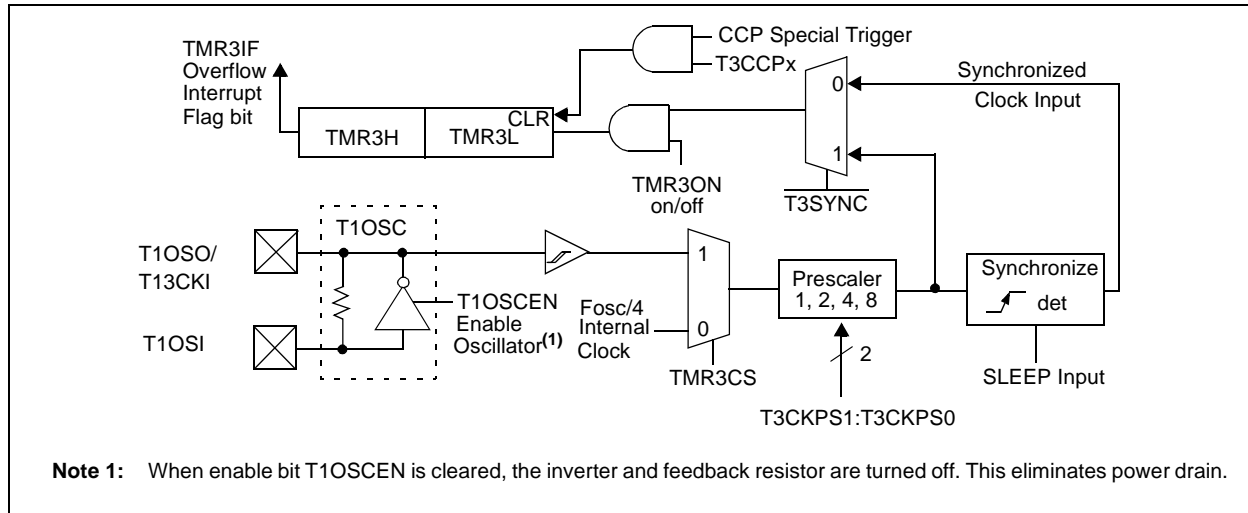 TMR3IF
Overflow
Interrupt
Flag bit
TMR3H
TMR3L
CLR
CCP Special Trigger
T3CCPx
TMR3ON
on/off
0
1
T3SYNC
Synchronized
Clock Input
T1OSO/
T13CKI
T1OSI
T1OSC
T1OSCEN
Enable
Oscillator(1)
Fosc/4
Internal
Clock
1
0
TMR3CS
Prescaler
1, 2, 4, 8
2
T3CKPS1:T3CKPS0
Synchronize
det
SLEEP Input
Note 1: When enable bit T1OSCEN is cleared, the inverter and feedback resistor are turned off. This eliminates power drain.